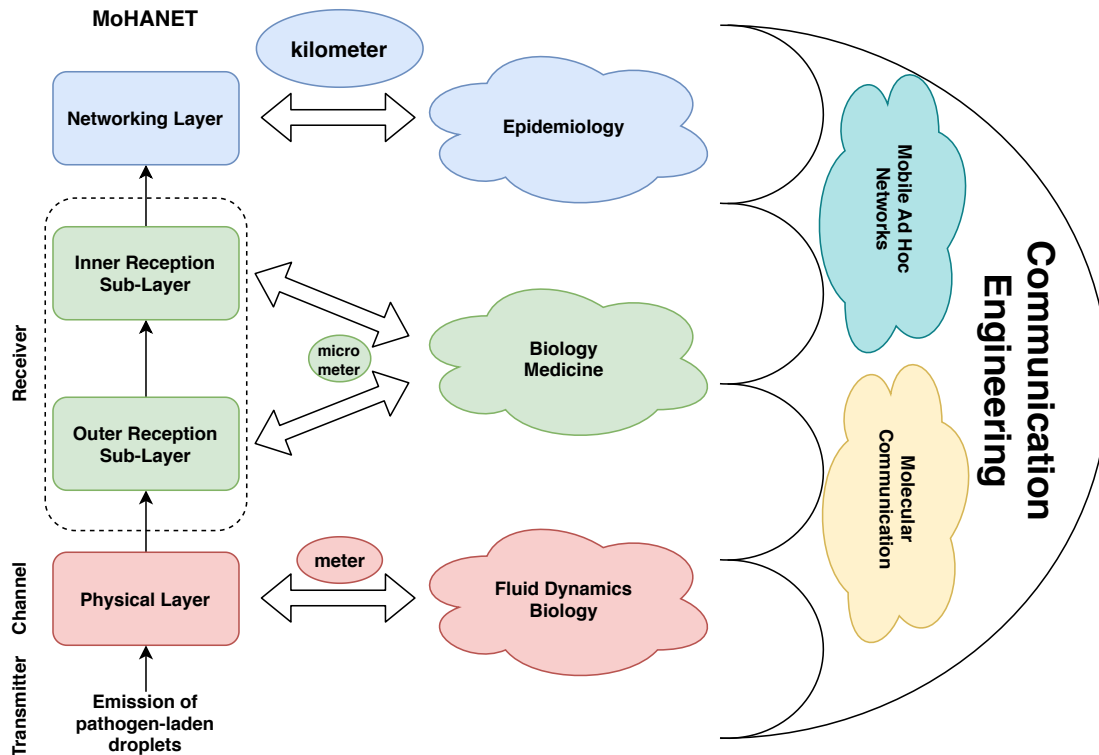 MoHANET
kilometer
Networking Layer
Epidemiology
Inner Reception
Sub-Layer
Receiver
micro
meter
Biology
Medicine
Outer Reception
Sub-Layer
Channel
Physical Layer
meter
Fluid Dynamics
Biology
Transmitter
Emission of
pathogen-laden
droplets
Mobile Ad Hoc
Networks
Molecular
Communication
Communication
Engineering